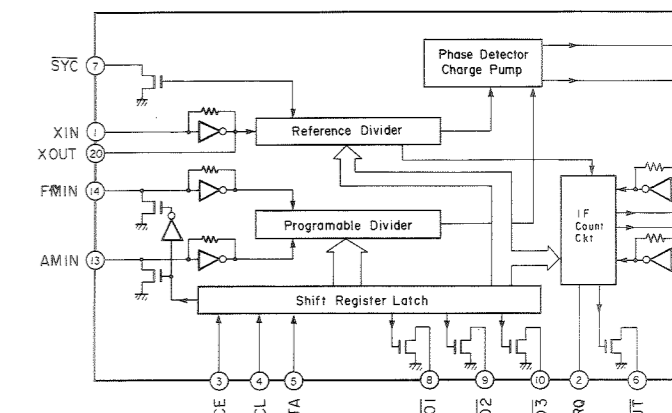 SYC 7
Phase Detector
Charge Pump
XIN 1
Reference Divider
XOUT 20
FMIN 14
Programable Divider
IF
Count
Ckt
AMIN 13
Shift Register Latch
3 4 5 8 9 10 2 6